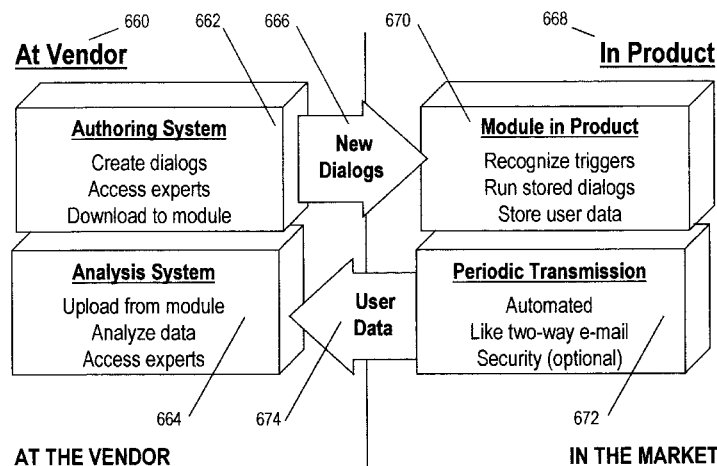 660
662
666
670
668
At Vendor
In Product
Authoring System
Create dialogs
Access experts
Download to module
New
Dialogs
Module in Product
Recognize triggers
Run stored dialogs
Store user data
Analysis System
Upload from module
Analyze data
Access experts
User
Data
Periodic Transmission
Automated
Like two-way e-mail
Security (optional)
664
674
672
AT THE VENDOR
IN THE MARKET